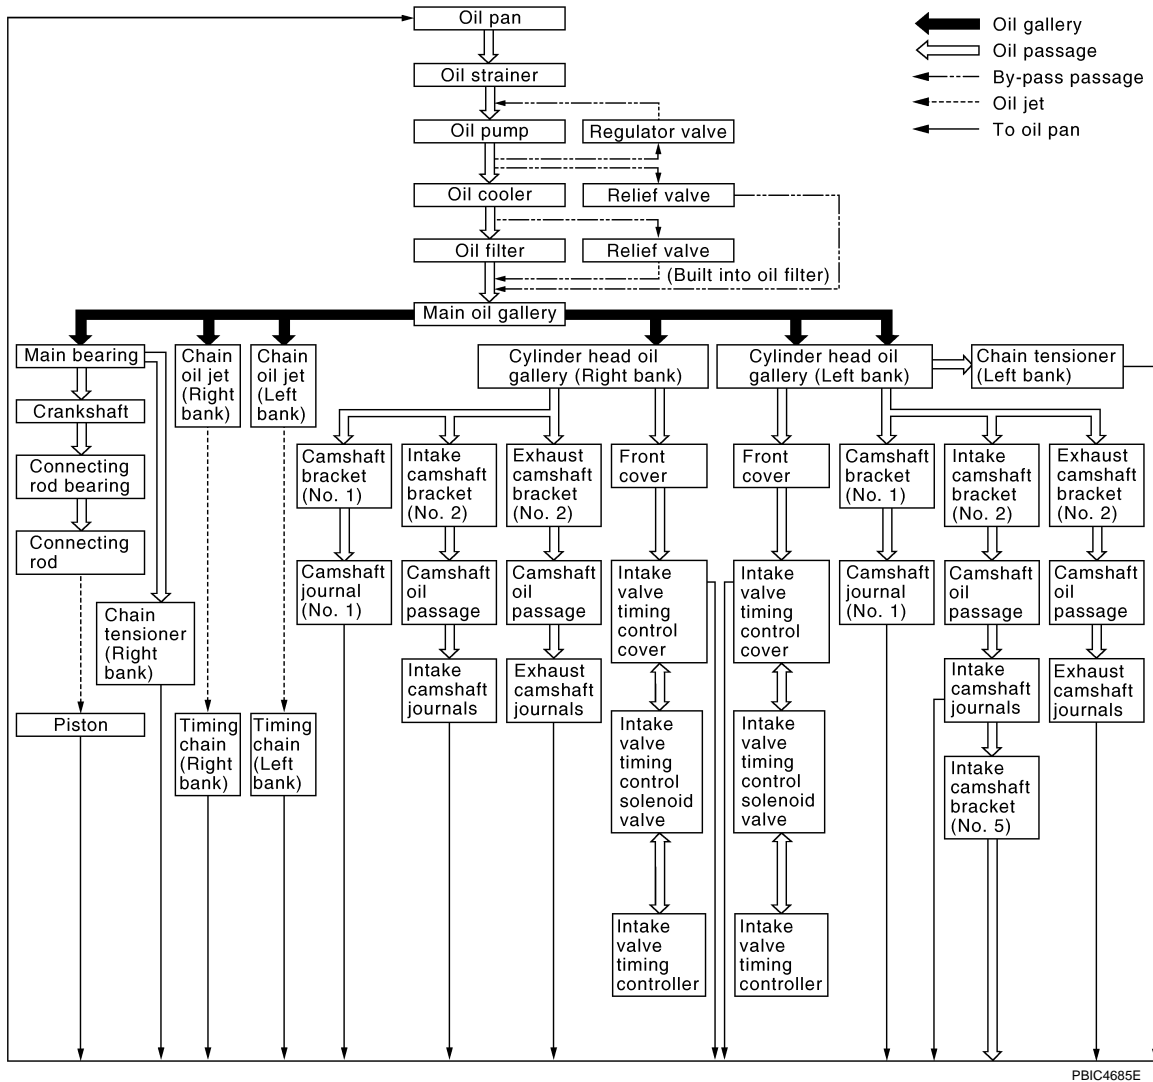 Oil pan
Oil gallery
Oil passage
By-pass passage
Oil jet
To oil pan
Oil strainer
Oil pump
Regulator valve
Oil cooler
Relief valve
Oil filter
Relief valve
(Built into oil filter)
Main oil gallery
Main bearing
Crankshaft
Connecting
rod bearing
Connecting
rod
Piston
Chain
tensioner
(Right
bank)
Chain
oil jet
(Right
bank)
Timing
chain
(Right
bank)
Chain
oil jet
(Left
bank)
Timing
chain
(Left
bank)
Cylinder head oil
gallery (Right bank)
Camshaft
bracket
(No. 1)
Camshaft
journal
(No. 1)
Intake
camshaft
bracket
(No. 2)
Camshaft
oil
passage
Intake
camshaft
journals
Exhaust
camshaft
bracket
(No. 2)
Camshaft
oil
passage
Exhaust
camshaft
journals
Front
cover
Intake
valve
timing
control
cover
Intake
valve
timing
control
solenoid
valve
Intake
valve
timing
controller
Cylinder head oil
gallery (Left bank)
Chain tensioner
(Left bank)
Front
cover
Intake
valve
timing
control
cover
Intake
valve
timing
control
solenoid
valve
Intake
valve
timing
controller
Camshaft
bracket
(No. 1)
Camshaft
journal
(No. 1)
Intake
camshaft
bracket
(No. 2)
Camshaft
oil
passage
Intake
camshaft
journals
Intake
camshaft
bracket
(No. 5)
Exhaust
camshaft
bracket
(No. 2)
Camshaft
oil
passage
Exhaust
camshaft
journals
PBIC4685E